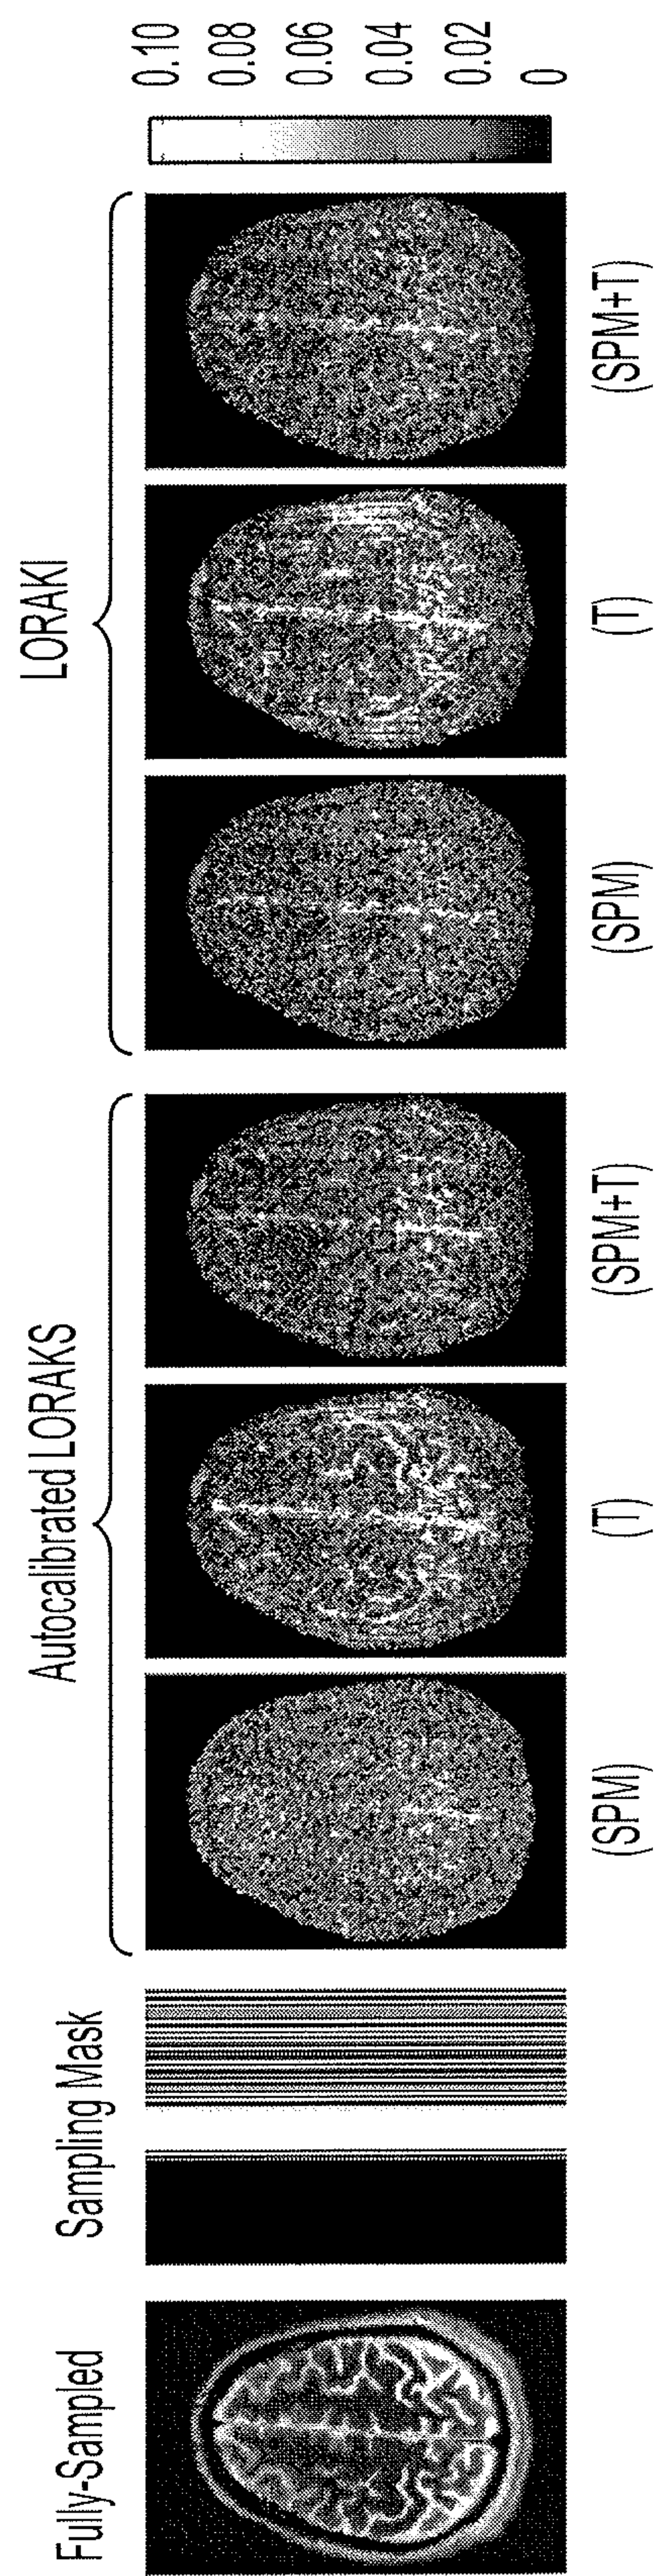 Fully-Sampled
Sampling Mask
Autocalibrated LORAKS
(SPM)
(T)
(SPM+T)
LORAKI
(SPM)
(T)
(SPM+T)
0.10
0.08
0.06
0.04
0.02
0